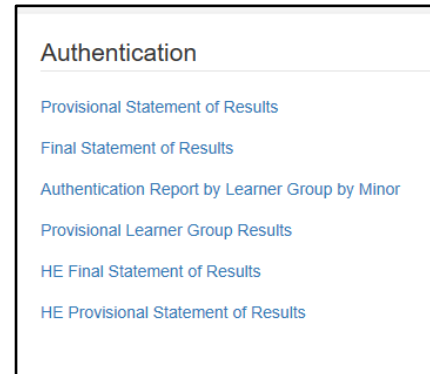 Authentication
Provisional Statement of Results
Final Statement of Results
Authentication Report by Learner Group by Minor
Provisional Learner Group Results
HE Final Statement of Results
HE Provisional Statement of Results